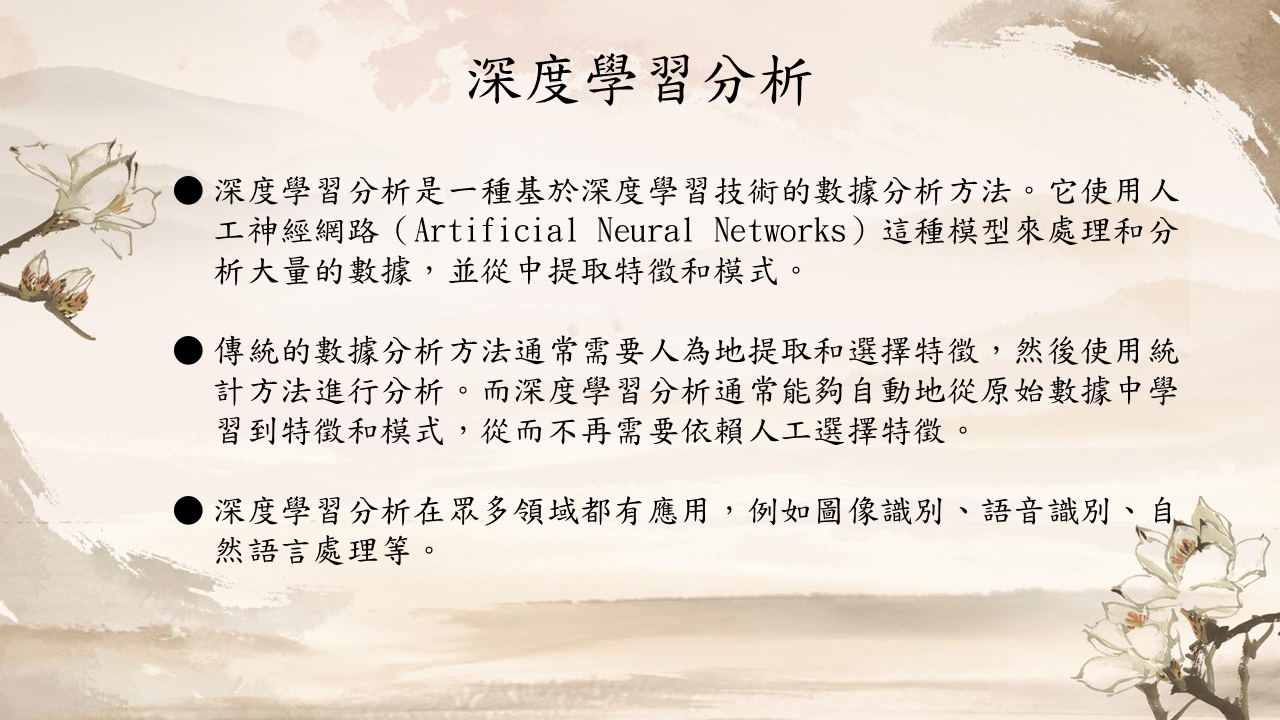 深度學習分析
● 深度學習分析是一種基於深度學習技術的數據分析方法。它使用人
工神經網路（Artificial Neural Networks）這種模型來處理和分
析大量的數據，並從中提取特徵和模式。
● 傳統的數據分析方法通常需要人為地提取和選擇特徵，然後使用統
計方法進行分析。而深度學習分析通常能夠自動地從原始數據中學
習到特徵和模式，從而不再需要依賴人工選擇特徵。
● 深度學習分析在眾多領域都有應用，例如圖像識別、語音識別、自
然語言處理等。